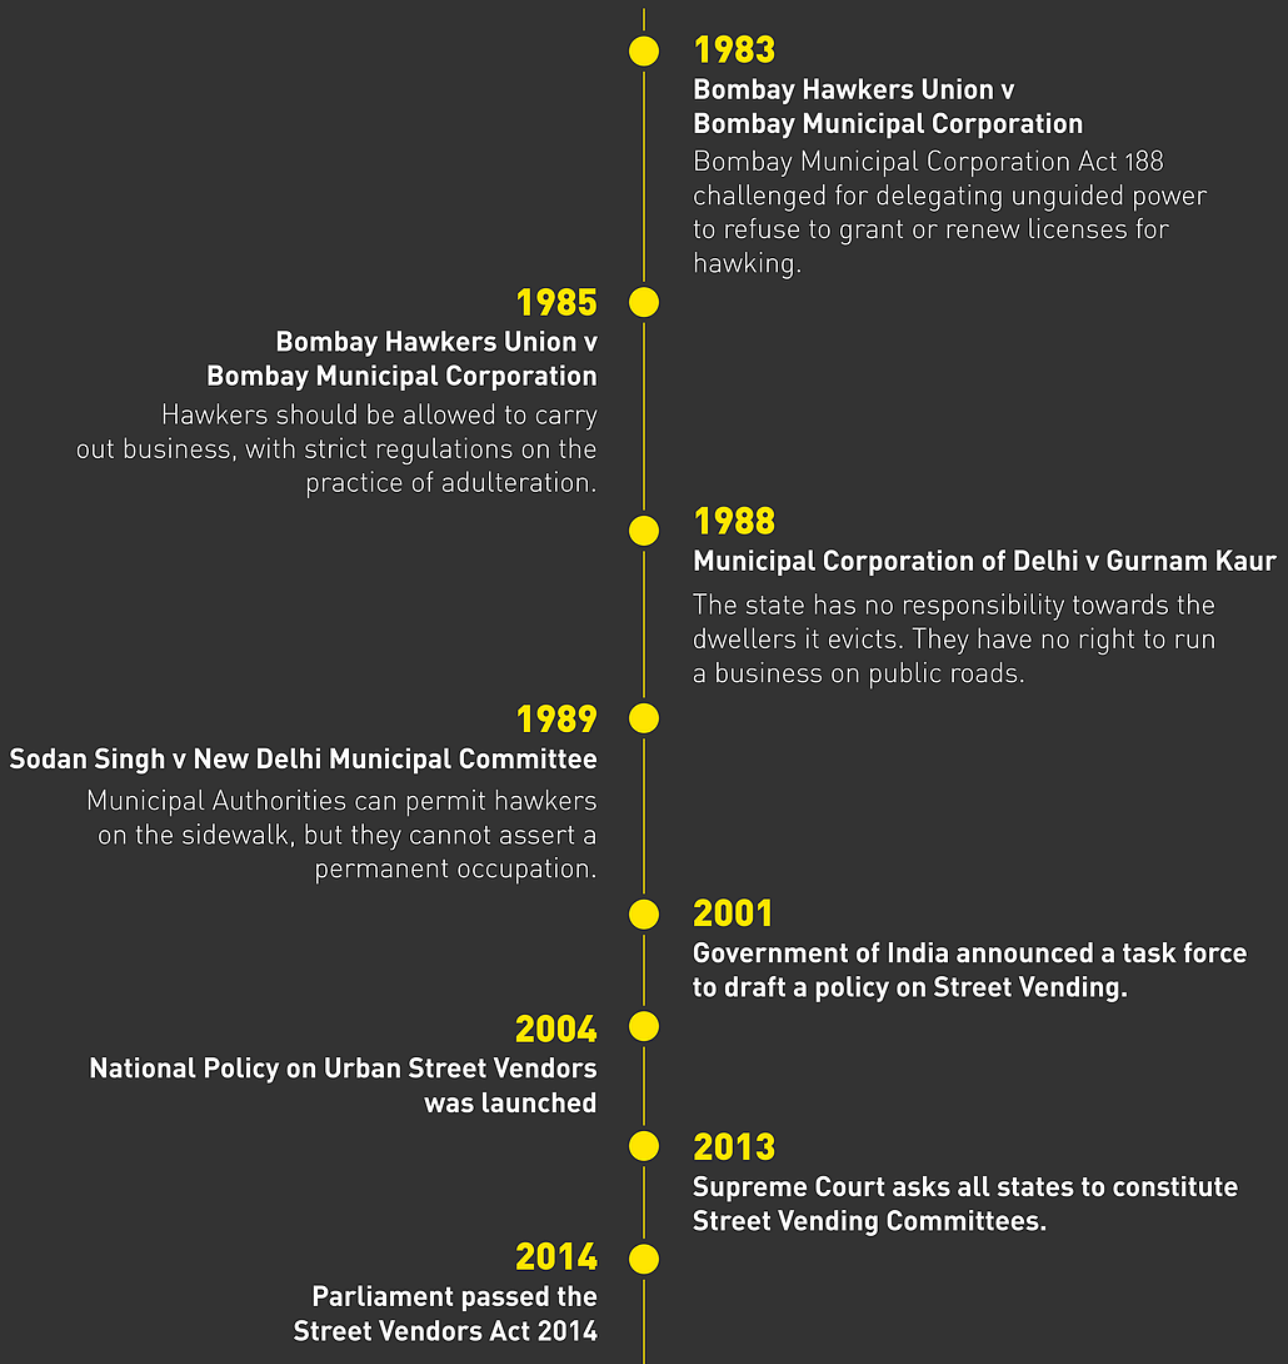 1983
Bombay Hawkers Union v
Bombay Municipal Corporation
Bombay Municipal Corporation Act 188
challenged for delegating unguided power
to refuse to grant or renew licenses for
hawking.
1985
Bombay Hawkers Union v
Bombay Municipal Corporation
Hawkers should be allowed to carry
out business, with strict regulations on the
practice of adulteration.
1988
Municipal Corporation of Delhi v Gurnam Kaur
The state has no responsibility towards the
dwellers it evicts. They have no right to run
a business on public roads.
1989
Sodan Singh v New Delhi Municipal Committee
Municipal Authorities can permit hawkers
on the sidewalk, but they cannot assert a
permanent occupation.
2001
Government of India announced a task force
to draft a policy on Street Vending.
2004
National Policy on Urban Street Vendors
was launched
2013
Supreme Court asks all states to constitute
Street Vending Committees.
2014
Parliament passed the
Street Vendors Act 2014